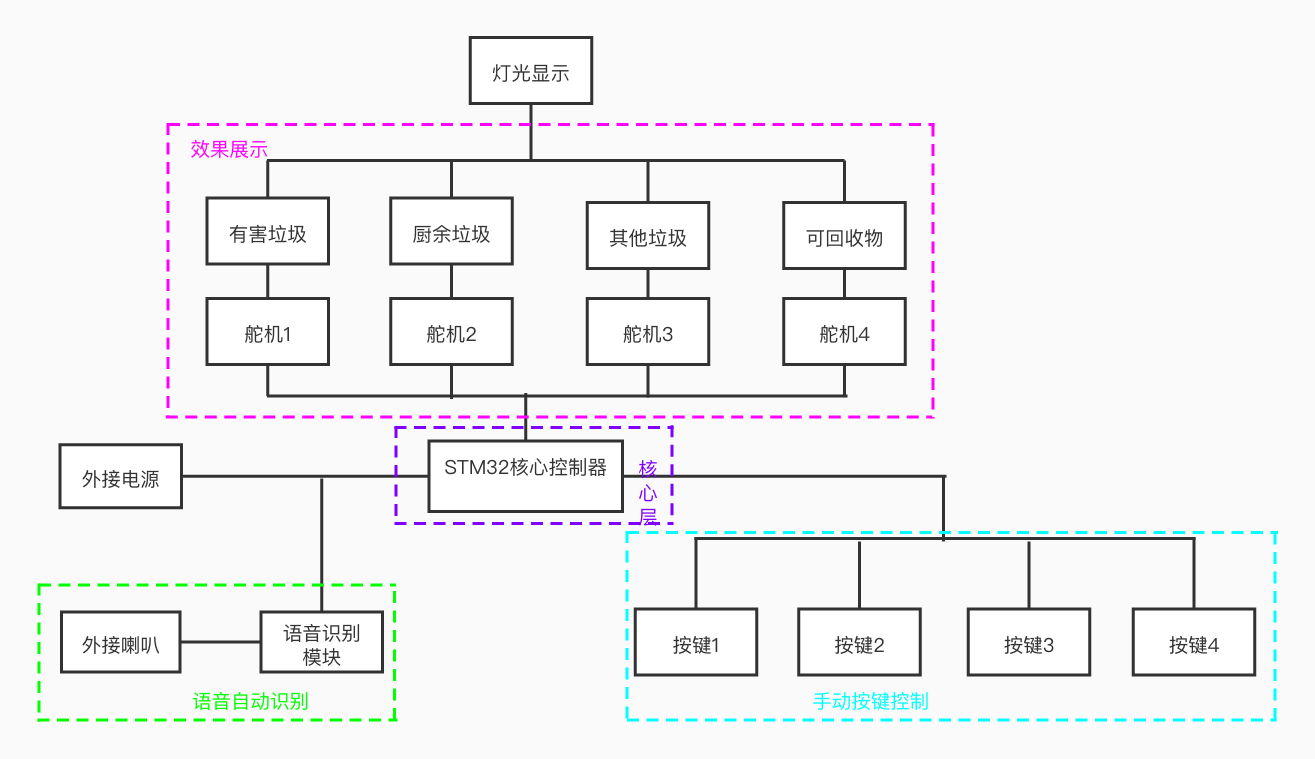 灯光显示
效果展示
有害垃圾
厨余垃圾
其他垃圾
可回收物
舵机1
舵机2
舵机3
舵机4
外接电源
STM32核心控制器
核
心
层
外接喇叭
语音识别
模块
语音自动识别
按键1
按键2
按键3
按键4
手动按键控制